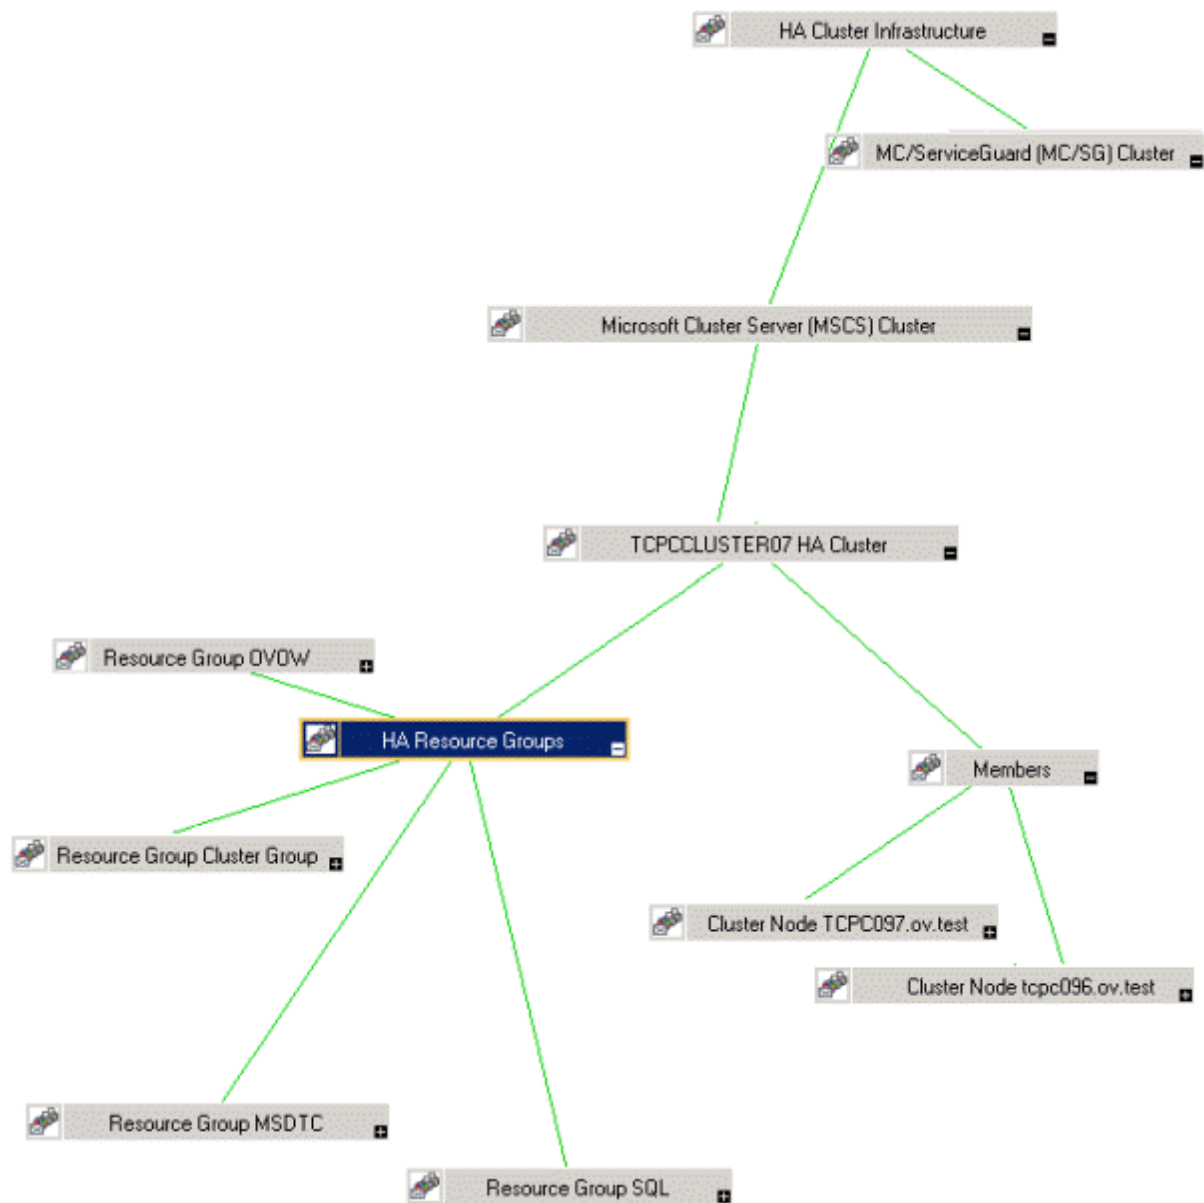 HA Cluster Infrastructure
MC/ServiceGuard (MC/SG) Cluster
Microsoft Cluster Server (MSCS) Cluster
TCPCCLUSTER07 HA Cluster
Resource Group OVOW
HA Resource Groups
Members
Resource Group Cluster Group
Cluster Node TCPC097.ov.test
Cluster Node tcpc096.ov.test
Resource Group MSDTC
Resource Group SQL